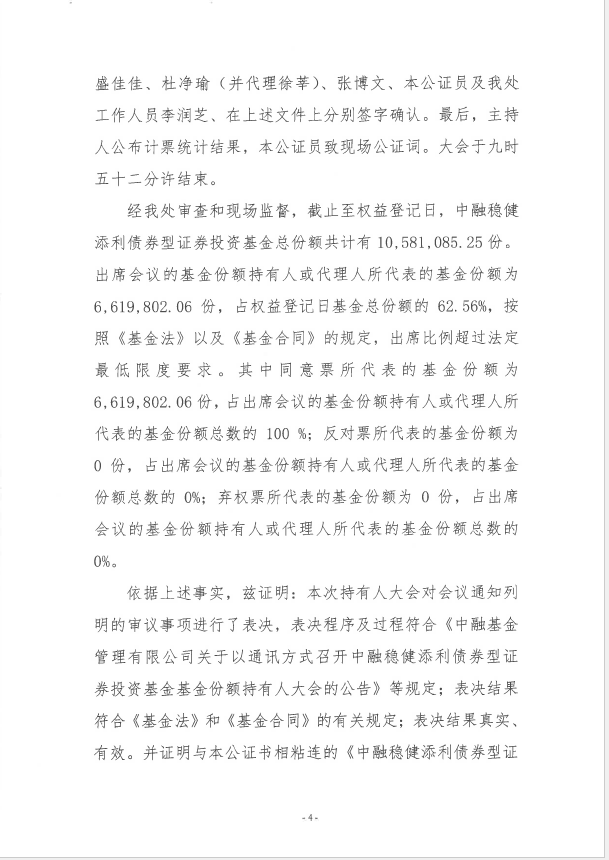 盛佳佳、杜净瑜（并代理徐莘）、张博文、本公证员及我处
工作人员李润芝、在上述文件上分别签字确认。最后，主持
人公布计票统计结果，本公证员致现场公证词。大会于九时
五十二分许结束。
经我处审查和现场监督，截止至权益登记日，中融稳健
添利债券型证券投资基金总份额共计有 10,581,085.25 份。
出席会议的基金份额持有人或代理人所代表的基金份额为
6,619,802.06 份，占权益登记日基金总份额的 62.56%，按
照《基金法》以及《基金合同》的规定，出席比例超过法定
最低限度要求。其中同意票所代表的基金份额为
6,619,802.06 份，占出席会议的基金份额持有人或代理人所
代表的基金份额总数的 100 %；反对票所代表的基金份额为
0 份，占出席会议的基金份额持有人或代理人所代表的基金
份额总数的 0%；弃权票所代表的基金份额为 0 份，占出席
会议的基金份额持有人或代理人所代表的基金份额总数的
0%。
依据上述事实，兹证明：本次持有人大会对会议通知列
明的审议事项进行了表决，表决程序及过程符合《中融基金
管理有限公司关于以通讯方式召开中融稳健添利债券型证
券投资基金基金份额持有人大会的公告》等规定；表决结果
符合《基金法》和《基金合同》的有关规定；表决结果真实、
有效。并证明与本公证书相粘连的《中融稳健添利债券型证
- 4 -